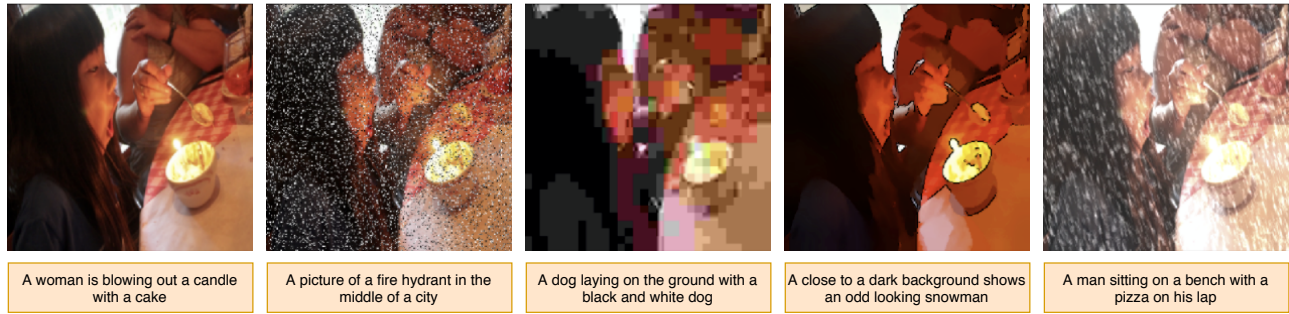 A woman is blowing out a candle
with a cake
A picture of a fire hydrant in the
middle of a city
A dog laying on the ground with a
black and white dog
A close to a dark background shows
an odd looking snowman
A man sitting on a bench with a
pizza on his lap